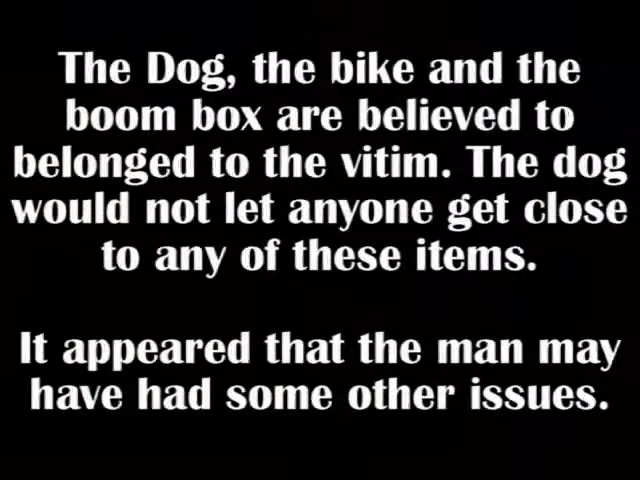 The Dog, the bike and the
boom box are believed to
belonged to the vitim. The dog
would not let anyone get close
to any of these items.
It appeared that the man may
have had some other issues.